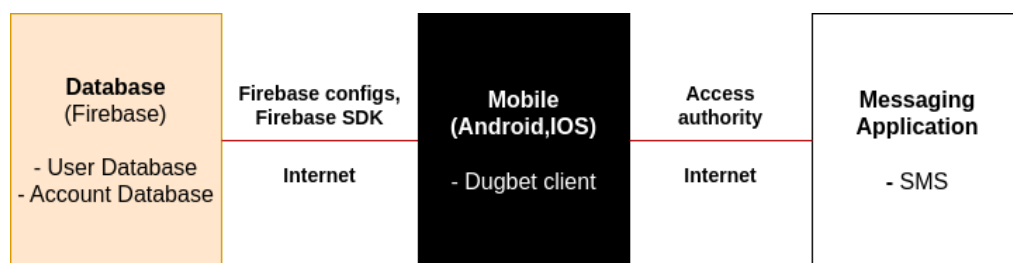 Database
(Firebase)
- User Database
- Account Database
Firebase configs,
Firebase SDK
Internet
Mobile
(Android,IOS)
- Dugbet client
Access
authority
Internet
Messaging
Application
- SMS